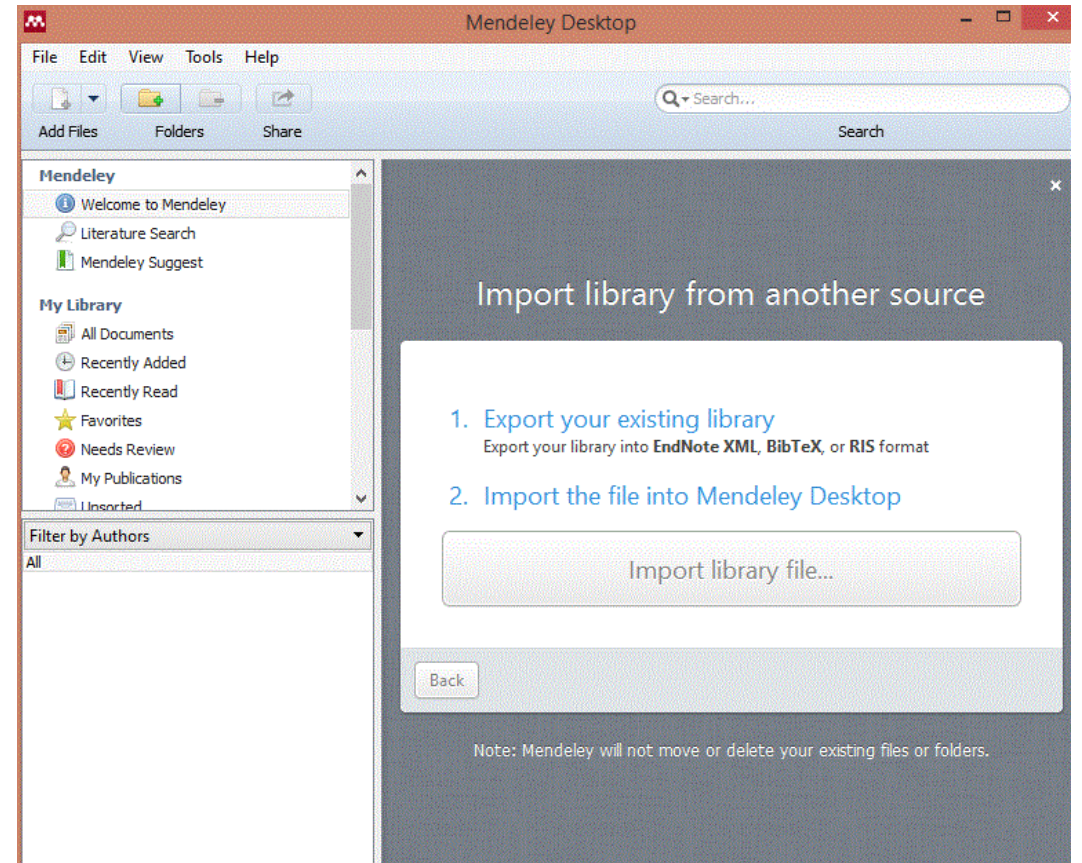 Mendeley Desktop
File Edit View Tools Help
Search...
Add Files Folders Share Search
Mendeley
Welcome to Mendeley
Literature Search
Mendeley Suggest
My Library
All Documents
Recently Added
Recently Read
Favorites
Needs Review
My Publications
Unsorted
Filter by Authors
All
Import library from another source
1. Export your existing library
Export your library into EndNote XML, BibTeX, or RIS format
2. Import the file into Mendeley Desktop
Import library file...
Back
Note: Mendeley will not move or delete your existing files or folders.